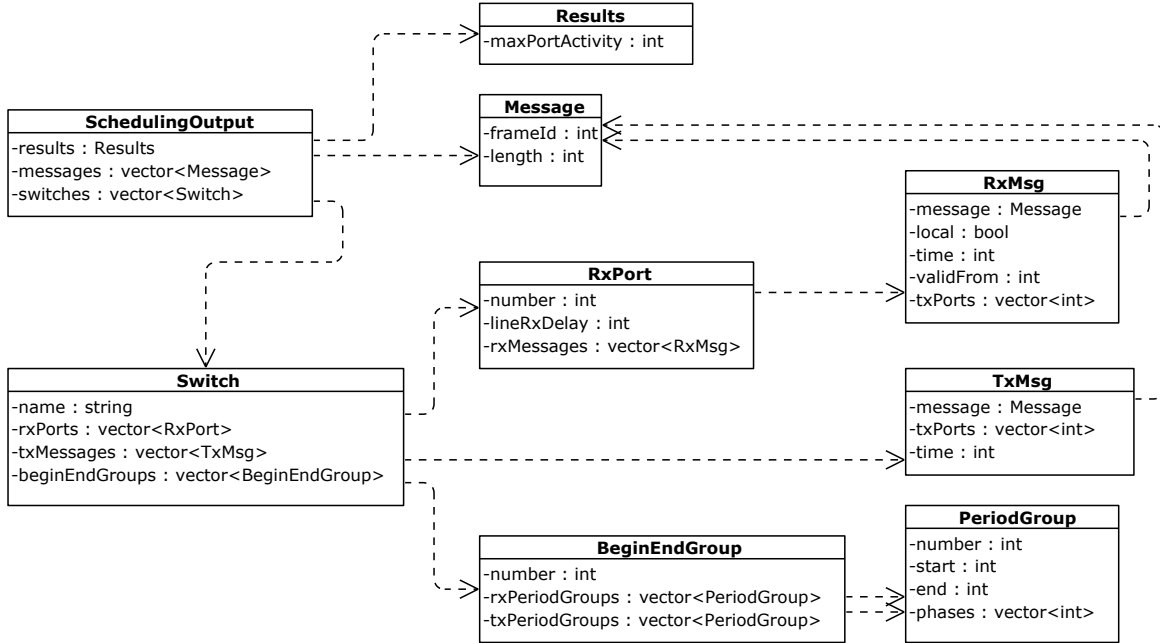 Results
-maxPortActivity : int
Message
-frameId : int
-length : int
SchedulingOutput
-results : Results
-messages : vector<Message>
-switches : vector<Switch>
RxMsg
-message : Message
-local : bool
-time : int
-validFrom : int
-txPorts : vector<int>
RxPort
-number : int
-lineRxDelay : int
-rxMessages : vector<RxMsg>
Switch
-name : string
-rxPorts : vector<RxPort>
-txMessages : vector<TxMsg>
-beginEndGroups : vector<BeginEndGroup>
TxMsg
-message : Message
-txPorts : vector<int>
-time : int
BeginEndGroup
-number : int
-rxPeriodGroups : vector<PeriodGroup>
-txPeriodGroups : vector<PeriodGroup>
PeriodGroup
-number : int
-start : int
-end : int
-phases : vector<int>